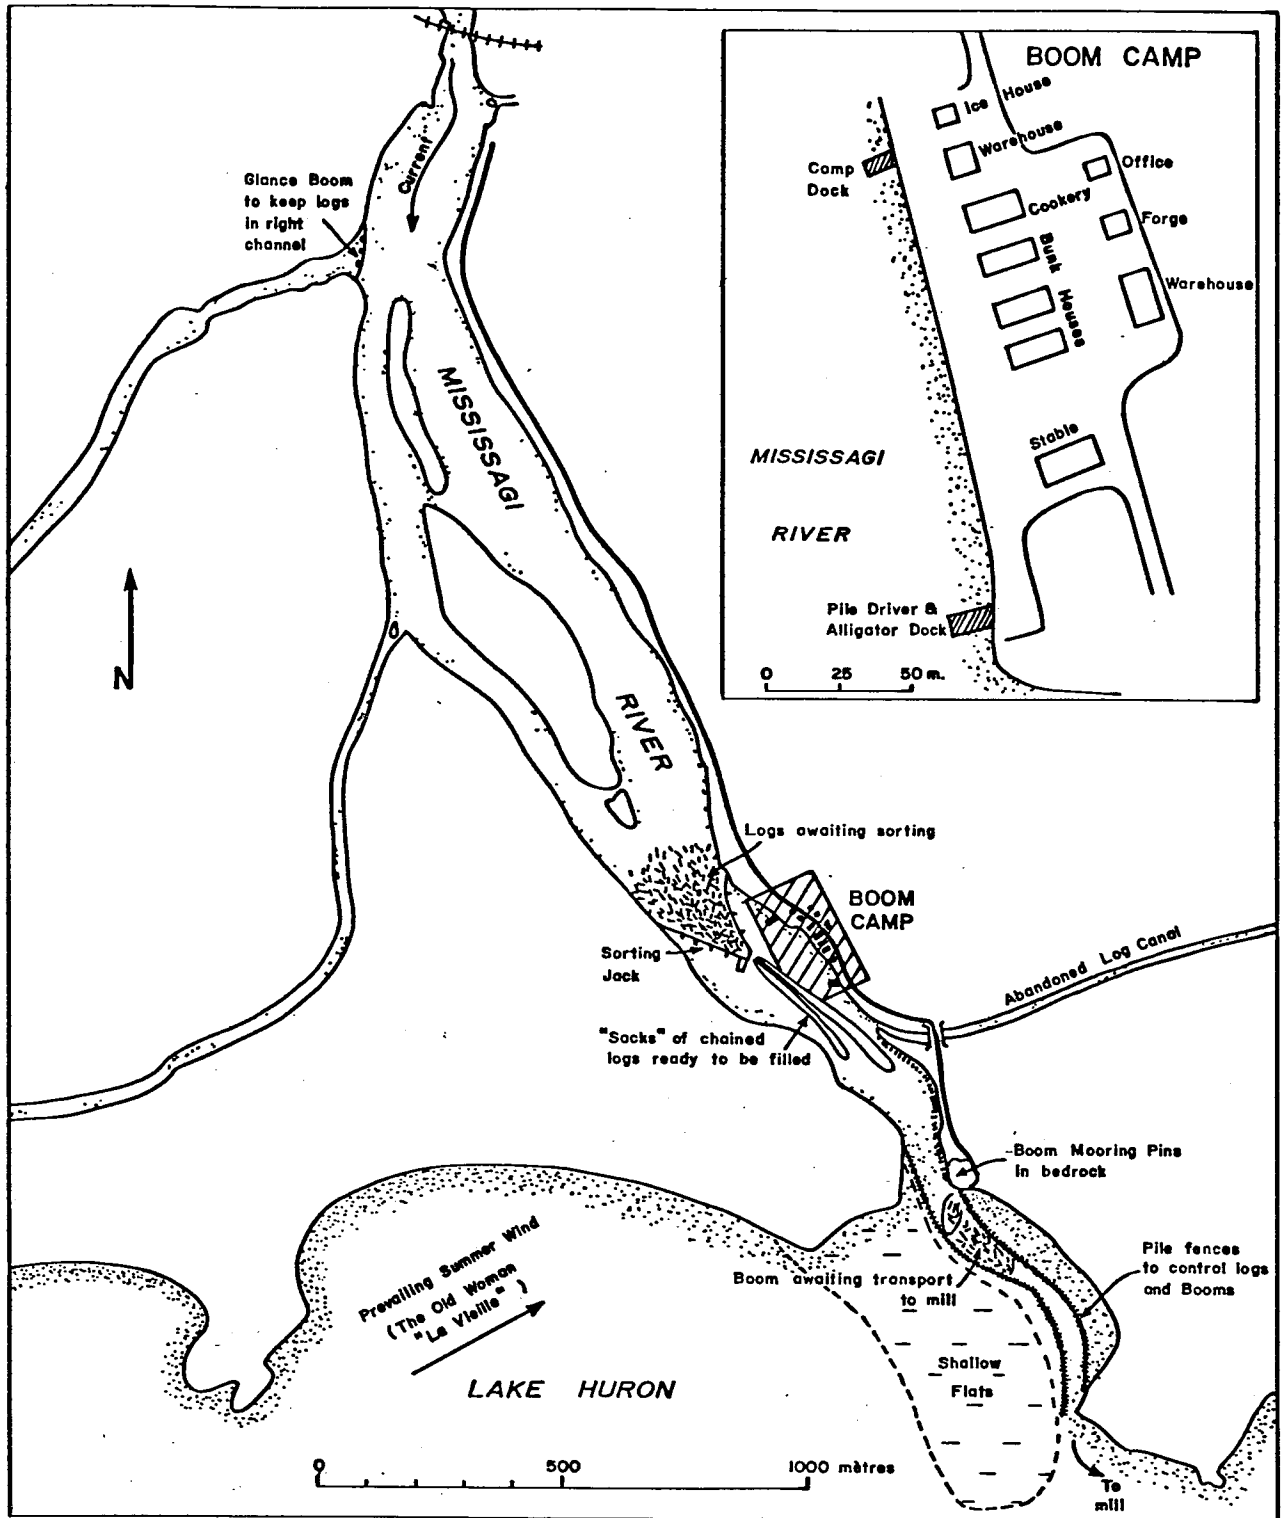 BOOM CAMP
Ice House
Warehouse
Camp
Dock
Office
Cookery
Forge
Bunk
Houses
Warehouse
Stable
MISSISSAGI
RIVER
Pile Driver &
Alligator Dock
0 25 50 m.
Current
Glance Boom
to keep logs
in right
channel
MISSISSAGI
RIVER
N
Logs awaiting sorting
BOOM
CAMP
Sorting
Jack
Abandoned Log Canal
"Sacks" of chained
logs ready to be filled
Boom Mooring Pins
in bedrock
Pile fences
to control logs
and Booms
Boom awaiting transport
to mill
Prevailing Summer Wind
(The Old Woman
"La Vieille")
Shallow
Flats
LAKE HURON
0 500 1000 mètres
To
mill